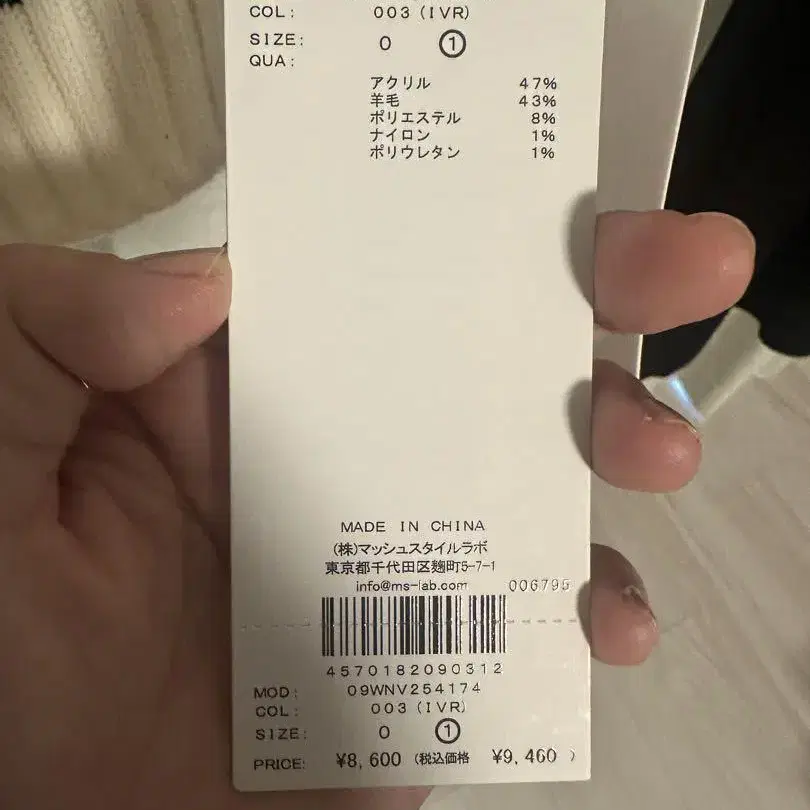 COL: 003 (IVR)
SIZE: 0 ①
QUA:
アクリル 47%
羊毛 43%
ポリエステル 8%
ナイロン 1%
ポリウレタン 1%
MADE IN CHINA
(株)マッシュスタイルラボ
東京都千代田区麹町5-7-1
info@ms-lab.com 006795
4570182090312
MOD: 09WNV254174
COL: 003 (IVR)
SIZE: 0 ①
PRICE: ¥8,600 (税込価格 ¥9,460 )